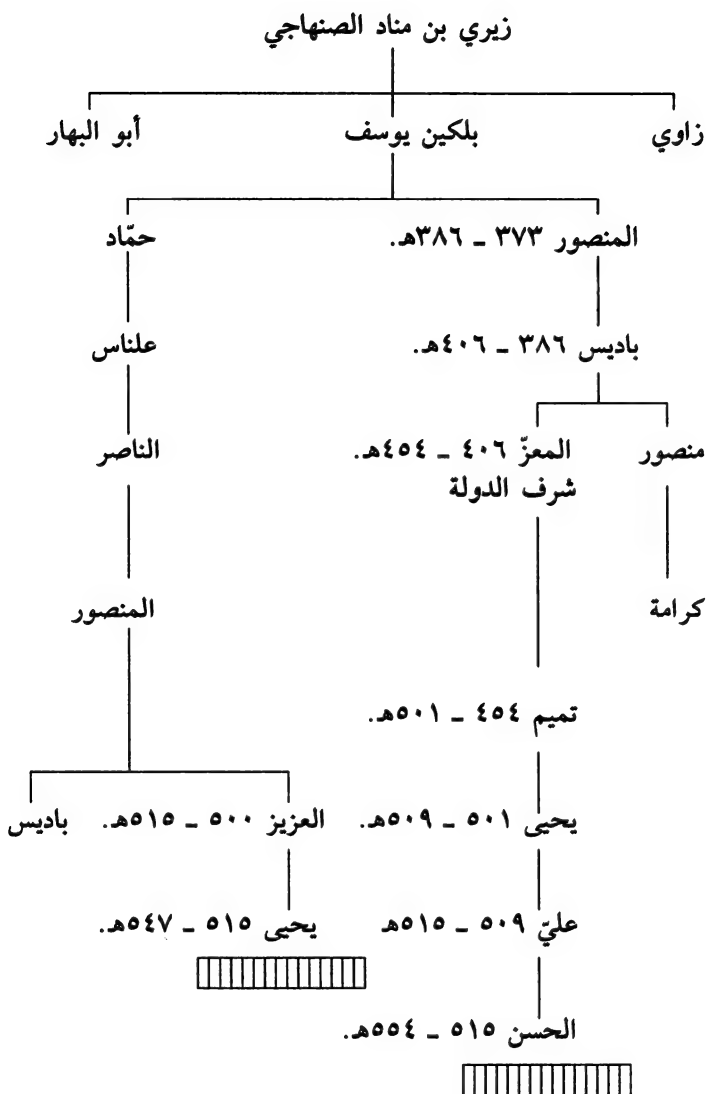 زيري بن مناد الصنهاجي
زاوي بلكين يوسف أبو البهار
المنصور ٣٧٣ ـ ٣٨٦هـ. حمّاد
باديس ٣٨٦ ـ ٤٠٦هـ. علناس
منصور المعزّ ٤٠٦ ـ ٤٥٤هـ. الناصر
شرف الدولة
كرامة المنصور
تميم ٤٥٤ ـ ٥٠١هـ.
يحيى ٥٠١ ـ ٥٠٩هـ. العزيز ٥٠٠ ـ ٥١٥هـ. باديس
عليّ ٥٠٩ ـ ٥١٥هـ يحيى ٥١٥ ـ ٥٤٧هـ.
الحسن ٥١٥ ـ ٥٥٤هـ.